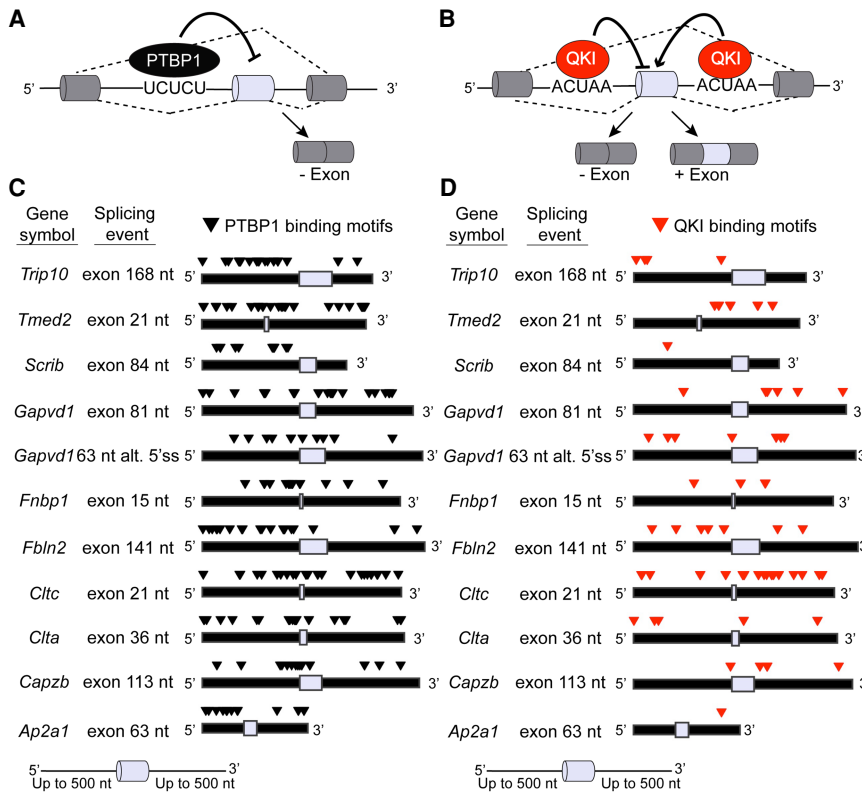 A
PTBP1
5’ UCUCU 3’
- Exon
B
QKI QKI
5’ ACUAA ACUAA 3’
- Exon + Exon
C
Gene symbol Splicing event PTBP1 binding motifs
Trip10 exon 168 nt 5’ 3’
Tmed2 exon 21 nt 5’ 3’
Scrib exon 84 nt 5’ 3’
Gapvd1 exon 81 nt 5’ 3’
Gapvd1 63 nt alt. 5’ss 5’ 3’
Fnbp1 exon 15 nt 5’ 3’
Fbln2 exon 141 nt 5’ 3’
Cltc exon 21 nt 5’ 3’
Clta exon 36 nt 5’ 3’
Capzb exon 113 nt 5’ 3’
Ap2a1 exon 63 nt 5’ 3’
5’ 3’
Up to 500 nt Up to 500 nt
D
Gene symbol Splicing event QKI binding motifs
Trip10 exon 168 nt 5’ 3’
Tmed2 exon 21 nt 5’ 3’
Scrib exon 84 nt 5’ 3’
Gapvd1 exon 81 nt 5’ 3’
Gapvd1 63 nt alt. 5’ss 5’ 3
Fnbp1 exon 15 nt 5’ 3’
Fbln2 exon 141 nt 5’ 3
Cltc exon 21 nt 5’ 3’
Clta exon 36 nt 5’ 3’
Capzb exon 113 nt 5’ 3’
Ap2a1 exon 63 nt 5’ 3’
5’ 3’
Up to 500 nt Up to 500 nt